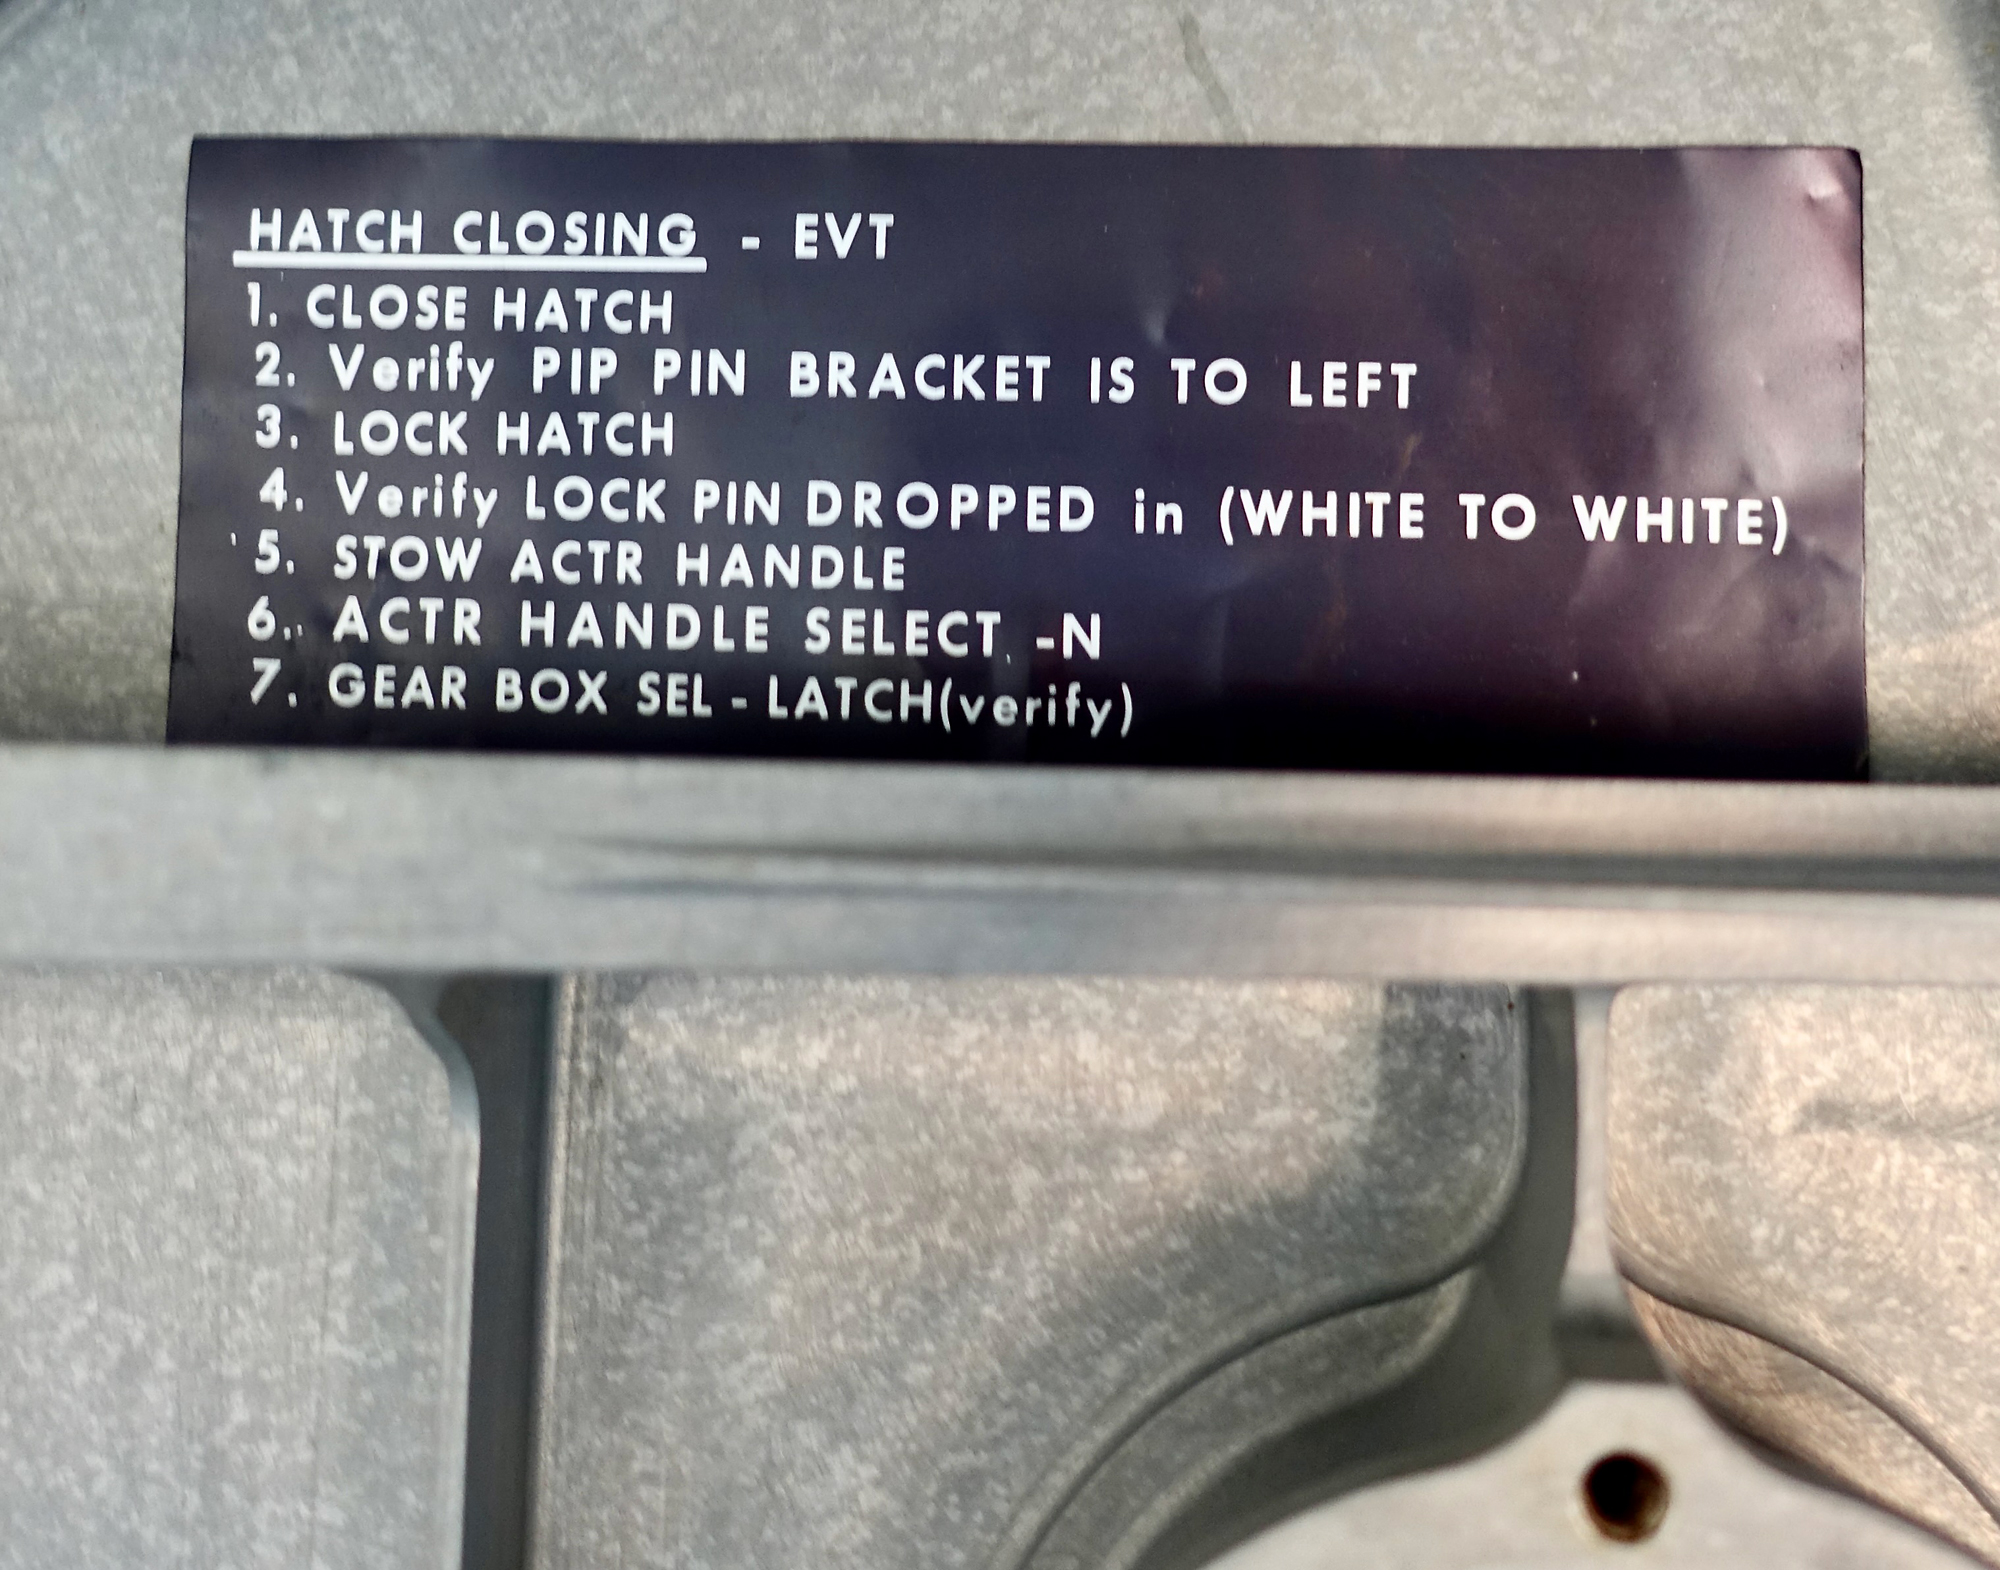 HATCH CLOSING - EVT
1. CLOSE HATCH
2. Verify PIP PIN BRACKET IS TO LEFT
3. LOCK HATCH
4. Verify LOCK PIN DROPPED in (WHITE TO WHITE)
5. STOW ACTR HANDLE
6. ACTR HANDLE SELECT -N
7. GEAR BOX SEL - LATCH(verify)